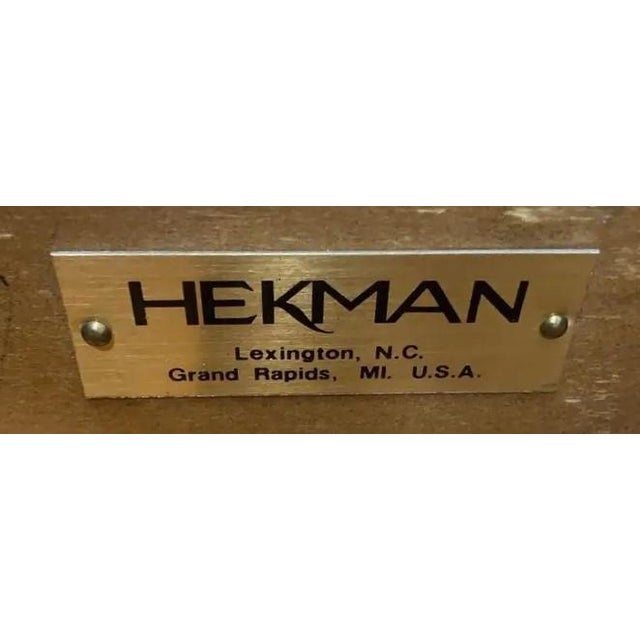 HEKMAN
Lexington, N.C.
Grand Rapids, MI. U.S.A.